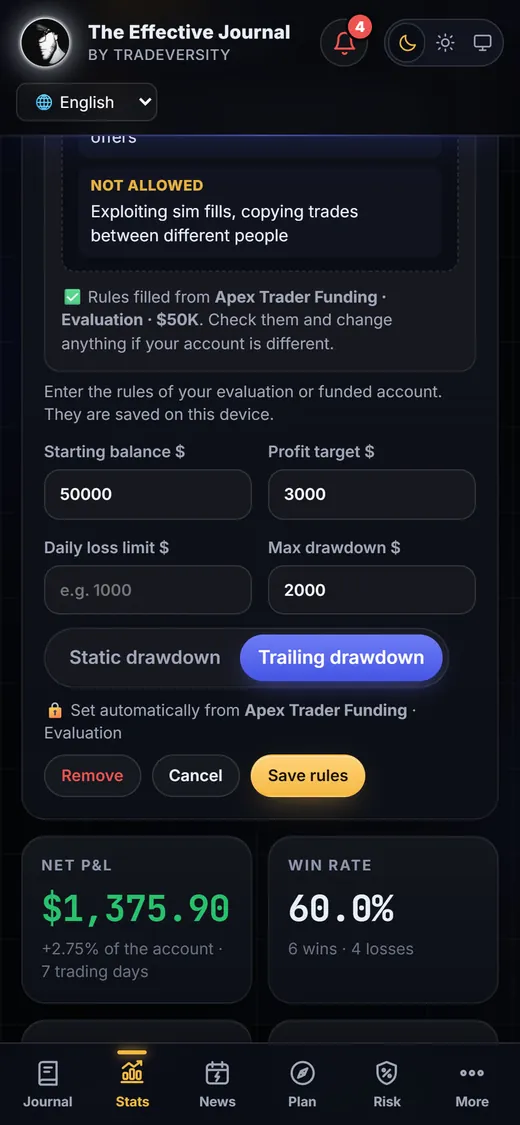 The Effective Journal
BY TRADEVERSITY
4
English
offers
NOT ALLOWED
Exploiting sim fills, copying trades
between different people
✅ Rules filled from Apex Trader Funding ·
Evaluation · $50K. Check them and change
anything if your account is different.
Enter the rules of your evaluation or funded account.
They are saved on this device.
Starting balance $
Profit target $
50000
3000
Daily loss limit $
Max drawdown $
e.g. 1000
2000
Static drawdown
Trailing drawdown
🔒 Set automatically from Apex Trader Funding ·
Evaluation
Remove
Cancel
Save rules
NET P&L
$1,375.90
+2.75% of the account ·
7 trading days
WIN RATE
60.0%
6 wins · 4 losses
Journal
Stats
News
Plan
Risk
More